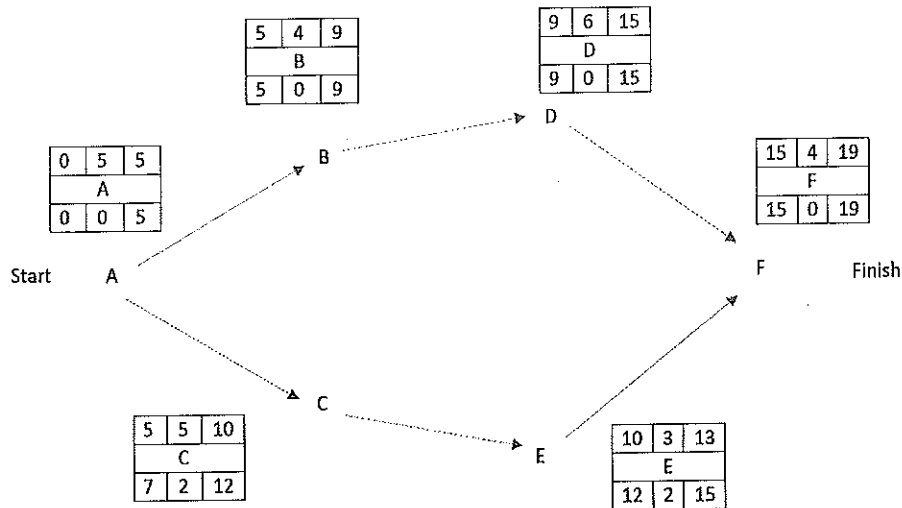 5 4 9
B
5 0 9
9 6 15
D
9 0 15
D
B
0 5 5
A
0 0 5
15 4 19
F
15 0 19
Start A
F Finish
C
5 5 10
C
7 2 12
E
10 3 13
E
12 2 15